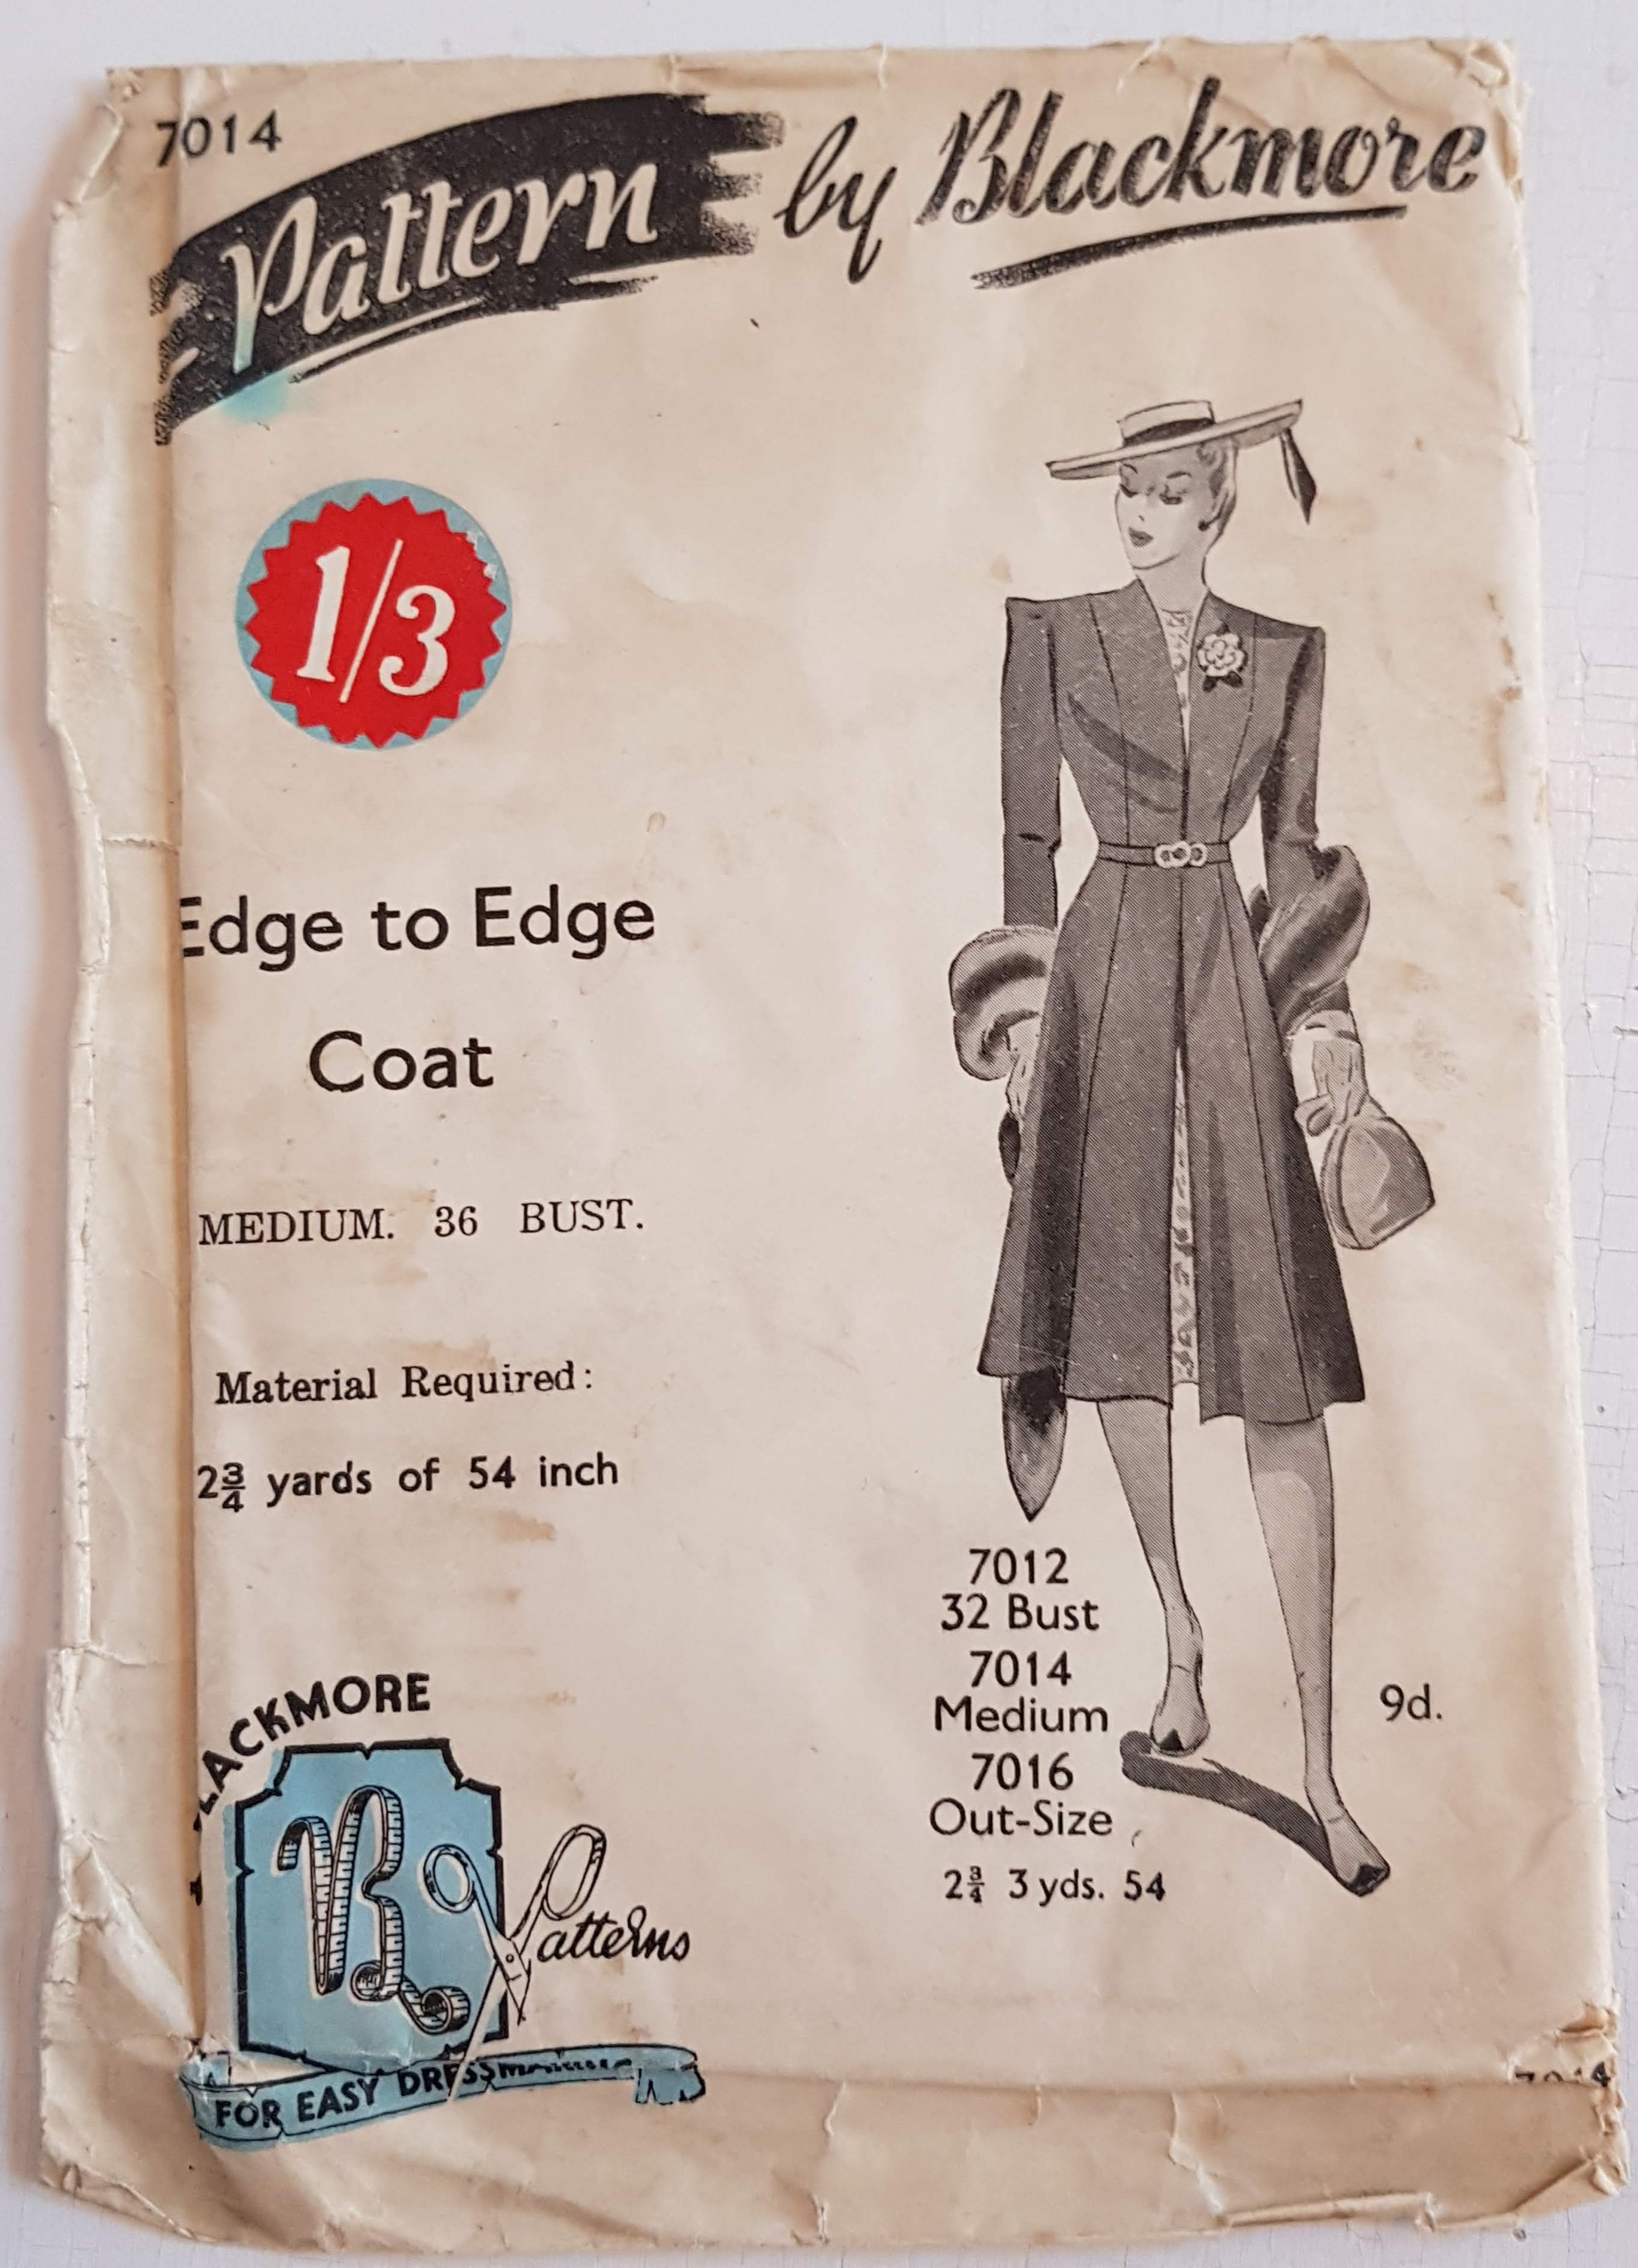 7014
Pattern by Blackmore
1/3
Edge to Edge
Coat
MEDIUM. 36 BUST.
Material Required:
2¾ yards of 54 inch
7012
32 Bust
7014
Medium
7016
Out-Size
2¾ 3 yds. 54
9d.
B Patterns
FOR EASY
7014